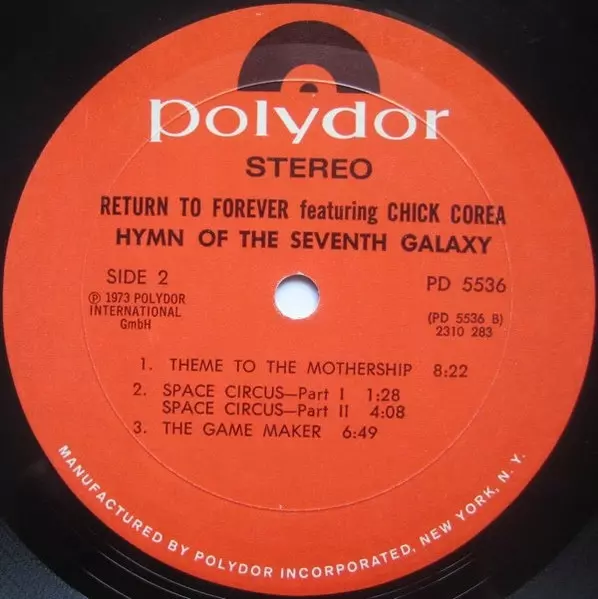 polydor
STEREO
RETURN TO FOREVER featuring CHICK COREA
HYMN OF THE SEVENTH GALAXY
SIDE 2
PD 5536
℗ 1973 POLYDOR
INTERNATIONAL
GmbH
(PD 5536 B)
2310 283
1. THEME TO THE MOTHERSHIP 8:22
2. SPACE CIRCUS—Part I 1:28
SPACE CIRCUS—Part II 4:08
3. THE GAME MAKER 6:49
MANUFACTURED BY POLYDOR INCORPORATED, NEW YORK, N. Y.